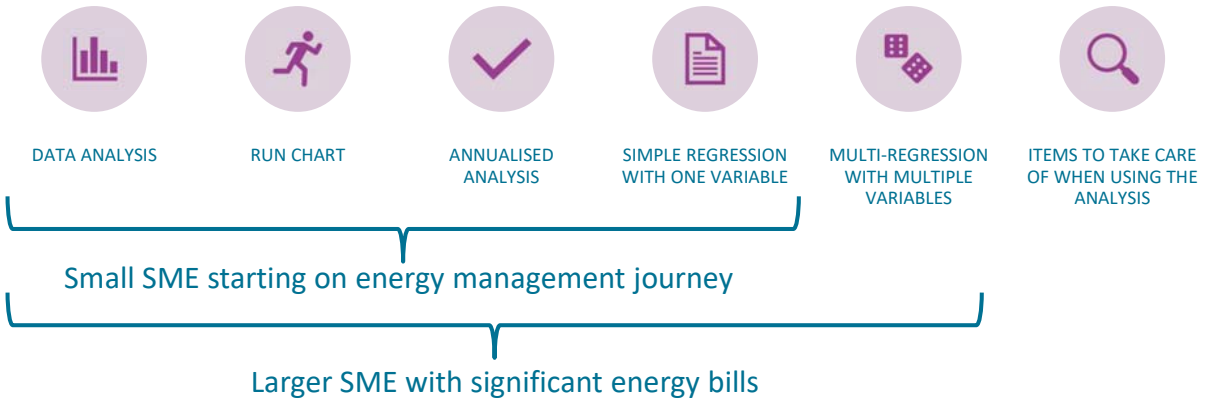 DATA ANALYSIS
RUN CHART
ANNUALISED
ANALYSIS
SIMPLE REGRESSION
WITH ONE VARIABLE
MULTI-REGRESSION
WITH MULTIPLE
VARIABLES
ITEMS TO TAKE CARE
OF WHEN USING THE
ANALYSIS
Small SME starting on energy management journey
Larger SME with significant energy bills